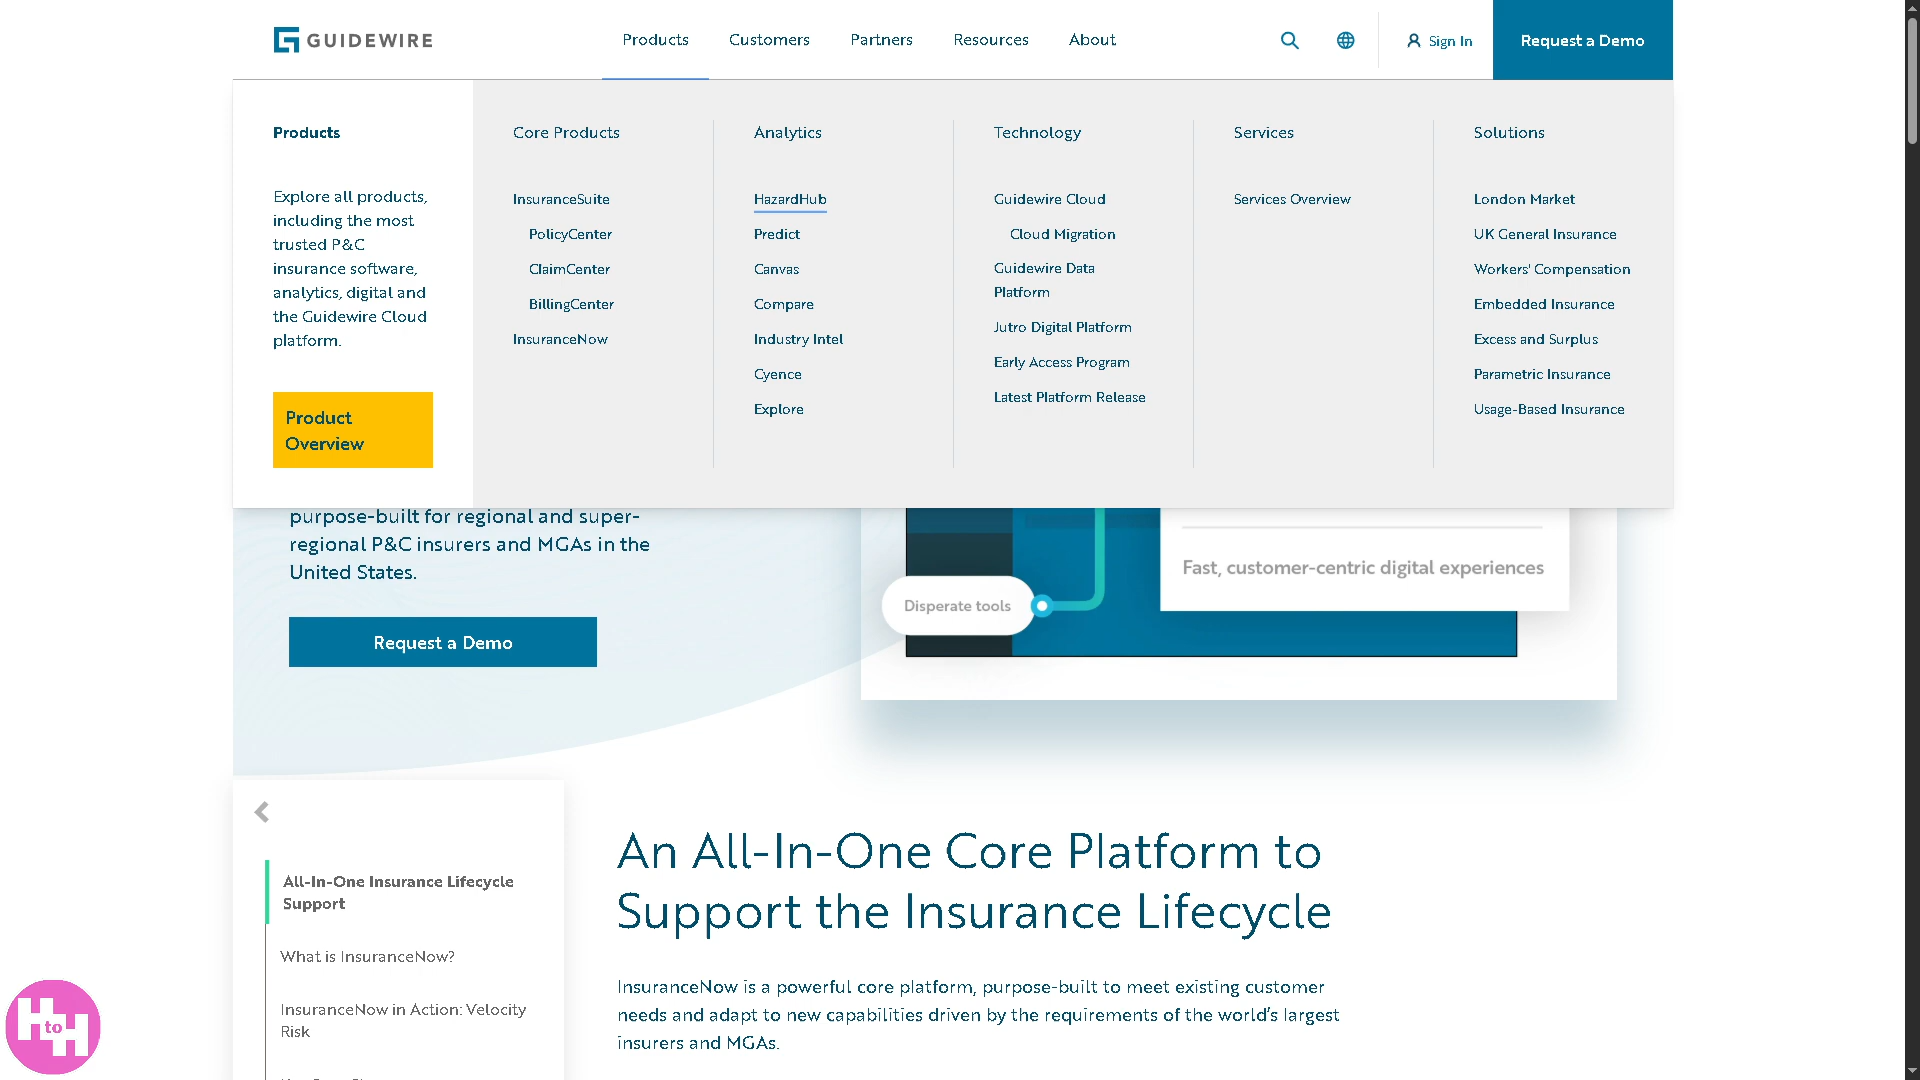 GUIDEWIRE
Products
Customers
Partners
Resources
About
Sign In
Request a Demo
Products
Explore all products,
including the most
trusted P&C
insurance software,
analytics, digital and
the Guidewire Cloud
platform.
Product
Overview
Core Products
InsuranceSuite
PolicyCenter
ClaimCenter
BillingCenter
InsuranceNow
Analytics
HazardHub
Predict
Canvas
Compare
Industry Intel
Cyence
Explore
Technology
Guidewire Cloud
Cloud Migration
Guidewire Data
Platform
Jutro Digital Platform
Early Access Program
Latest Platform Release
Services
Services Overview
Solutions
London Market
UK General Insurance
Workers' Compensation
Embedded Insurance
Excess and Surplus
Parametric Insurance
Usage-Based Insurance
purpose-built for regional and super-
regional P&C insurers and MGAs in the
United States.
Request a Demo
Fast, customer-centric digital experiences
Disperate tools
All-In-One Insurance Lifecycle
Support
What is InsuranceNow?
InsuranceNow in Action: Velocity
Risk
An All-In-One Core Platform to
Support the Insurance Lifecycle
InsuranceNow is a powerful core platform, purpose-built to meet existing customer
needs and adapt to new capabilities driven by the requirements of the world's largest
insurers and MGAs.
H to H